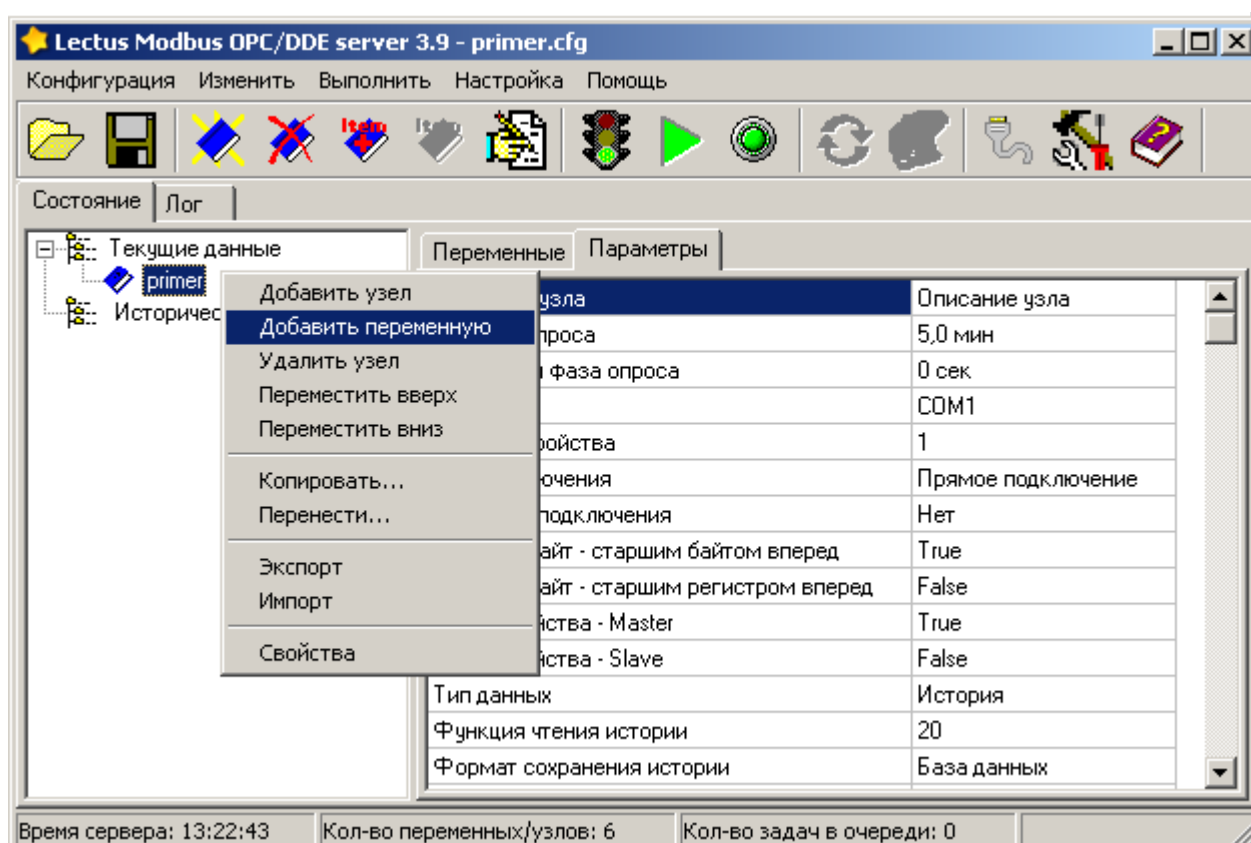 Lectus Modbus OPC/DDE server 3.9 - primer.cfg
Конфигурация Изменить Выполнить Настройка Помощь
Item
Состояние Лог
Текущие данные
primer
Историчес
Переменные Параметры
Добавить узел
Добавить переменную
Удалить узел
Переместить вверх
Переместить вниз
Копировать...
Перенести...
Экспорт
Импорт
Свойства
узла Описание узла
проса 5,0 мин
фаза опроса 0 сек
COM1
ройства 1
ючения Прямое подключение
подключения Нет
айт - старшим байтом вперед True
айт - старшим регистром вперед False
йства - Master True
йства - Slave False
Тип данных История
Функция чтения истории 20
Формат сохранения истории База данных
Время сервера: 13:22:43 Кол-во переменных/узлов: 6 Кол-во задач в очереди: 0